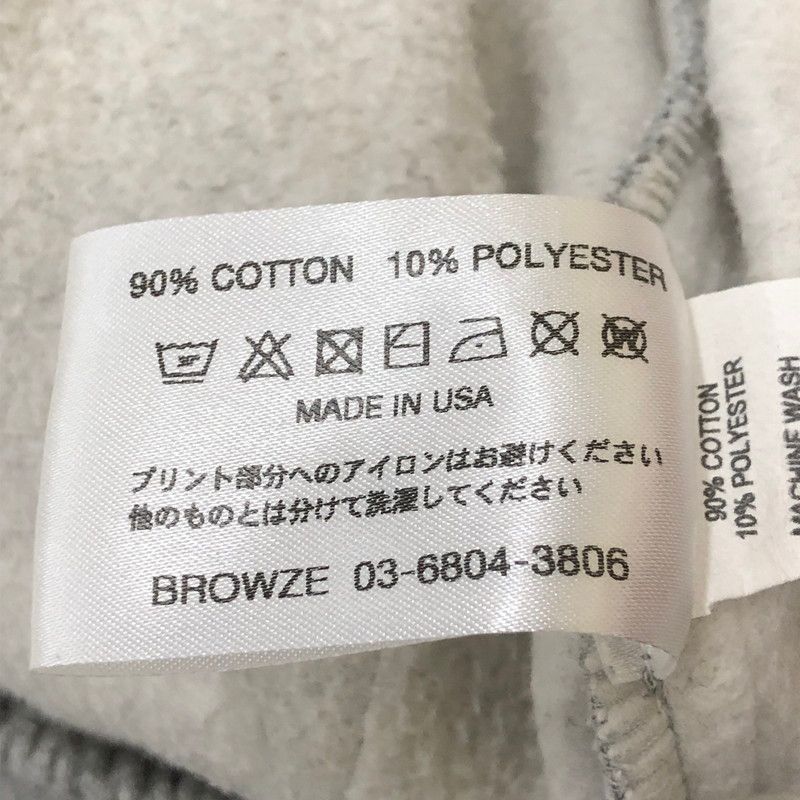 90% COTTON 10% POLYESTER
MADE IN USA
プリント部分へのアイロンはお避けください
他のものとは分けて洗濯してください
BROWZE 03-6804-3806
90% COTTON
10% POLYESTER
MACHINE WASH